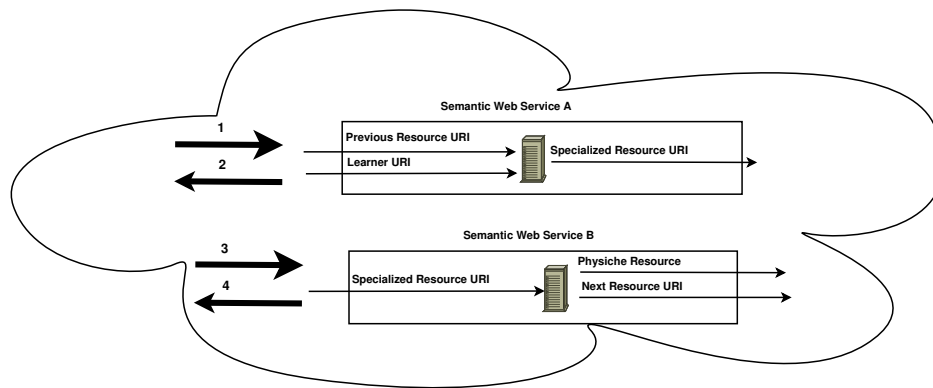 Semantic Web Service A
1
Previous Resource URI
Specialized Resource URI
2
Learner URI
Semantic Web Service B
3
Physiche Resource
Specialized Resource URI
4
Next Resource URI